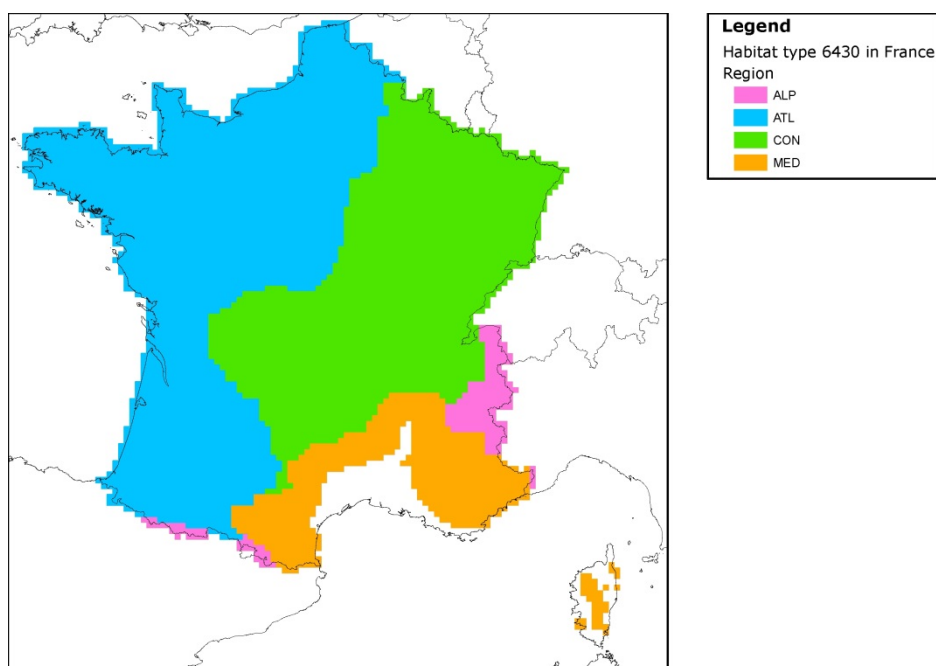 Legend
Habitat type 6430 in France
Region
ALP
ATL
CON
MED